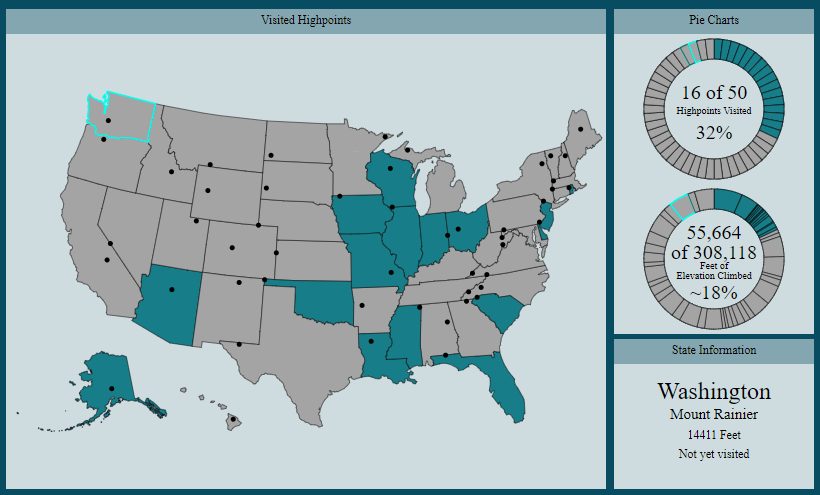 Visited Highpoints
Pie Charts
16 of 50
Highpoints Visited
32%
55,664
of 308,118
Feet of
Elevation Climbed
~18%
State Information
Washington
Mount Rainier
14411 Feet
Not yet visited